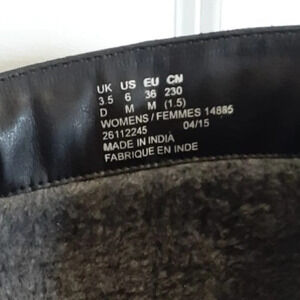 UK US EU CN
3.5 6 36 230
D M M (1.5)
WOMENS / FEMMES 14885
26112245 04/15
MADE IN INDIA
FABRIQUE EN INDE